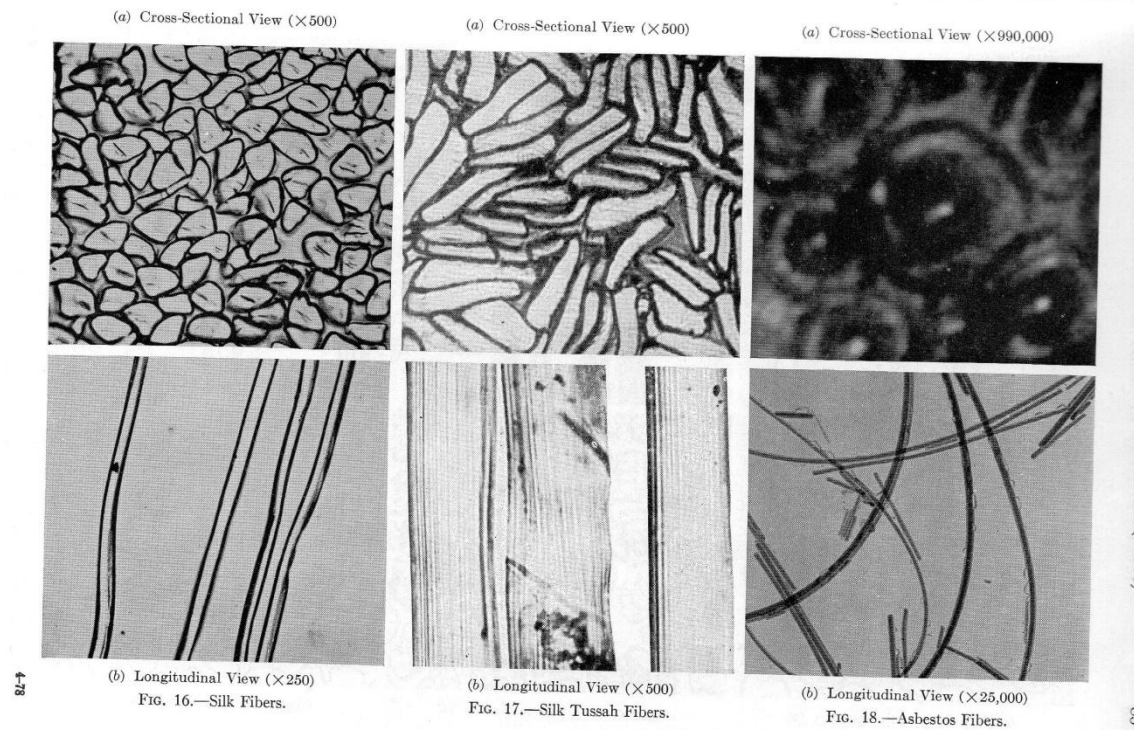 (a) Cross-Sectional View (×500)
(b) Longitudinal View (×250)
FIG. 16.—Silk Fibers.
(a) Cross-Sectional View (×500)
(b) Longitudinal View (×500)
FIG. 17.—Silk Tussah Fibers.
(a) Cross-Sectional View (×990,000)
(b) Longitudinal View (×25,000)
FIG. 18.—Asbestos Fibers.
4-78